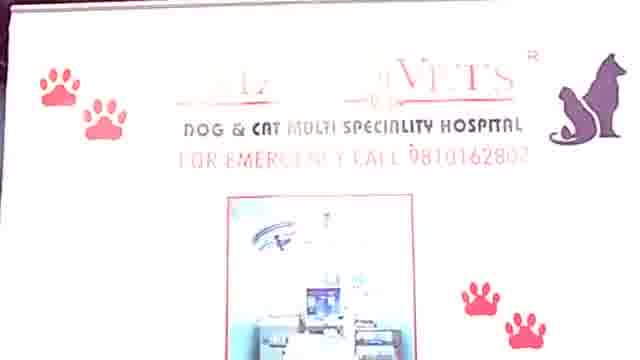 VETS®
DOG & CAT MULTI SPECIALITY HOSPITAL
FOR EMERGENCY CALL 9810162802